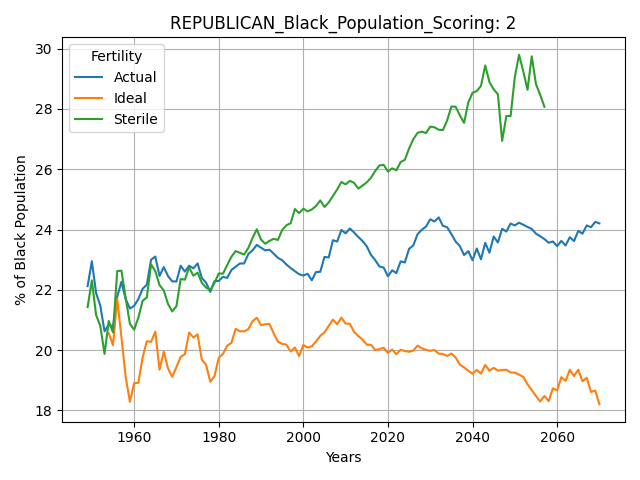 REPUBLICAN_Black_Population_Scoring: 2
Fertility
Actual
Ideal
Sterile
% of Black Population
30
28
26
24
22
20
18
1960
1980
2000
2020
2040
2060
Years